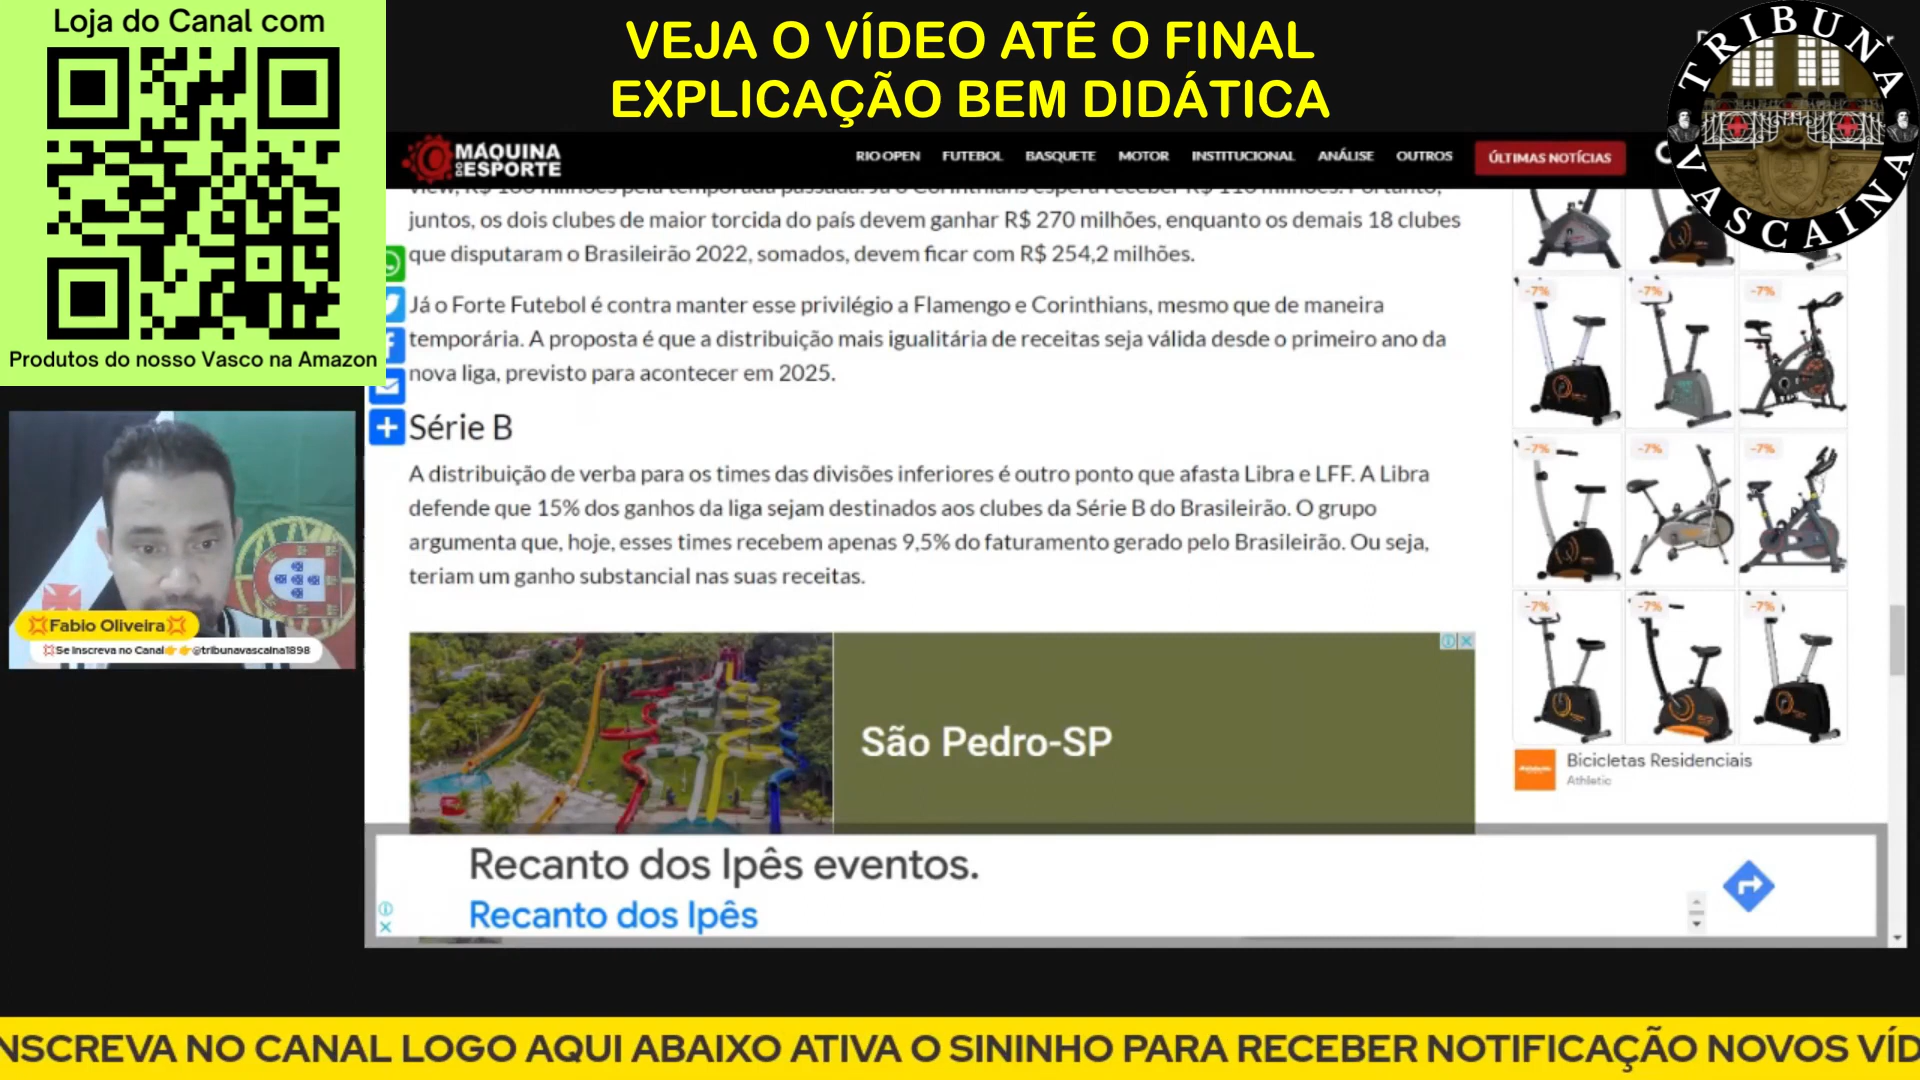 Loja do Canal com
Produtos do nosso Vasco na Amazon
VEJA O VÍDEO ATÉ O FINAL
EXPLICAÇÃO BEM DIDÁTICA
TRIBUNA
VASCAÍNA
MÁQUINA
DO ESPORTE
RIO OPEN FUTEBOL BASQUETE MOTOR INSTITUCIONAL ANÁLISE OUTROS ÚLTIMAS NOTÍCIAS
juntos, os dois clubes de maior torcida do país devem ganhar R$ 270 milhões, enquanto os demais 18 clubes
que disputaram o Brasileirão 2022, somados, devem ficar com R$ 254,2 milhões.
Já o Forte Futebol é contra manter esse privilégio a Flamengo e Corinthians, mesmo que de maneira
temporária. A proposta é que a distribuição mais igualitária de receitas seja válida desde o primeiro ano da
nova liga, previsto para acontecer em 2025.
Série B
A distribuição de verba para os times das divisões inferiores é outro ponto que afasta Libra e LFF. A Libra
defende que 15% dos ganhos da liga sejam destinados aos clubes da Série B do Brasileirão. O grupo
argumenta que, hoje, esses times recebem apenas 9,5% do faturamento gerado pelo Brasileirão. Ou seja,
teriam um ganho substancial nas suas receitas.
-7% -7% -7%
-7% -7% -7%
-7% -7% -7%
Bicicletas Residenciais
Athletic
💢Fabio Oliveira💢
💢Se Inscreva no Canal👉👉@tribunavascaina1898
São Pedro-SP
Recanto dos Ipês eventos.
Recanto dos Ipês
NSCREVA NO CANAL LOGO AQUI ABAIXO ATIVA O SININHO PARA RECEBER NOTIFICAÇÃO NOVOS VÍD